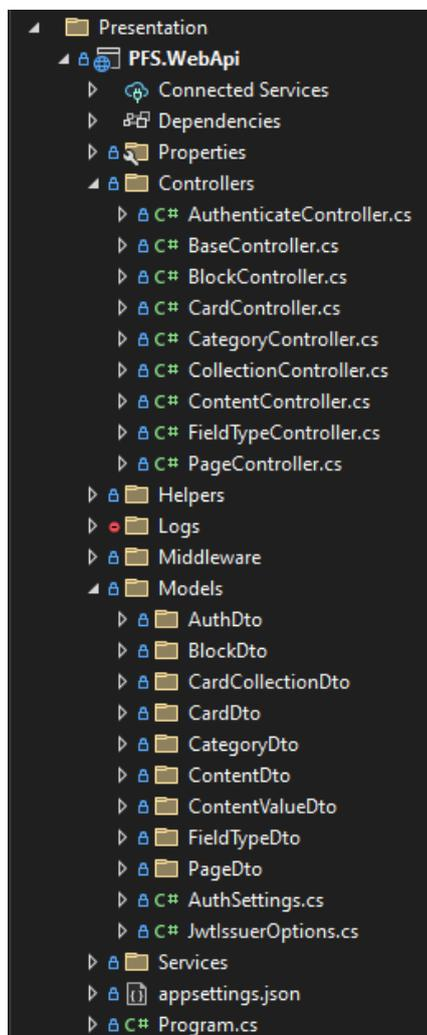 Presentation
PFS.WebApi
Connected Services
Dependencies
Properties
Controllers
C# AuthenticateController.cs
C# BaseController.cs
C# BlockController.cs
C# CardController.cs
C# CategoryController.cs
C# CollectionController.cs
C# ContentController.cs
C# FieldTypeController.cs
C# PageController.cs
Helpers
Logs
Middleware
Models
AuthDto
BlockDto
CardCollectionDto
CardDto
CategoryDto
ContentDto
ContentValueDto
FieldTypeDto
PageDto
C# AuthSettings.cs
C# JwtIssuerOptions.cs
Services
appsettings.json
C# Program.cs